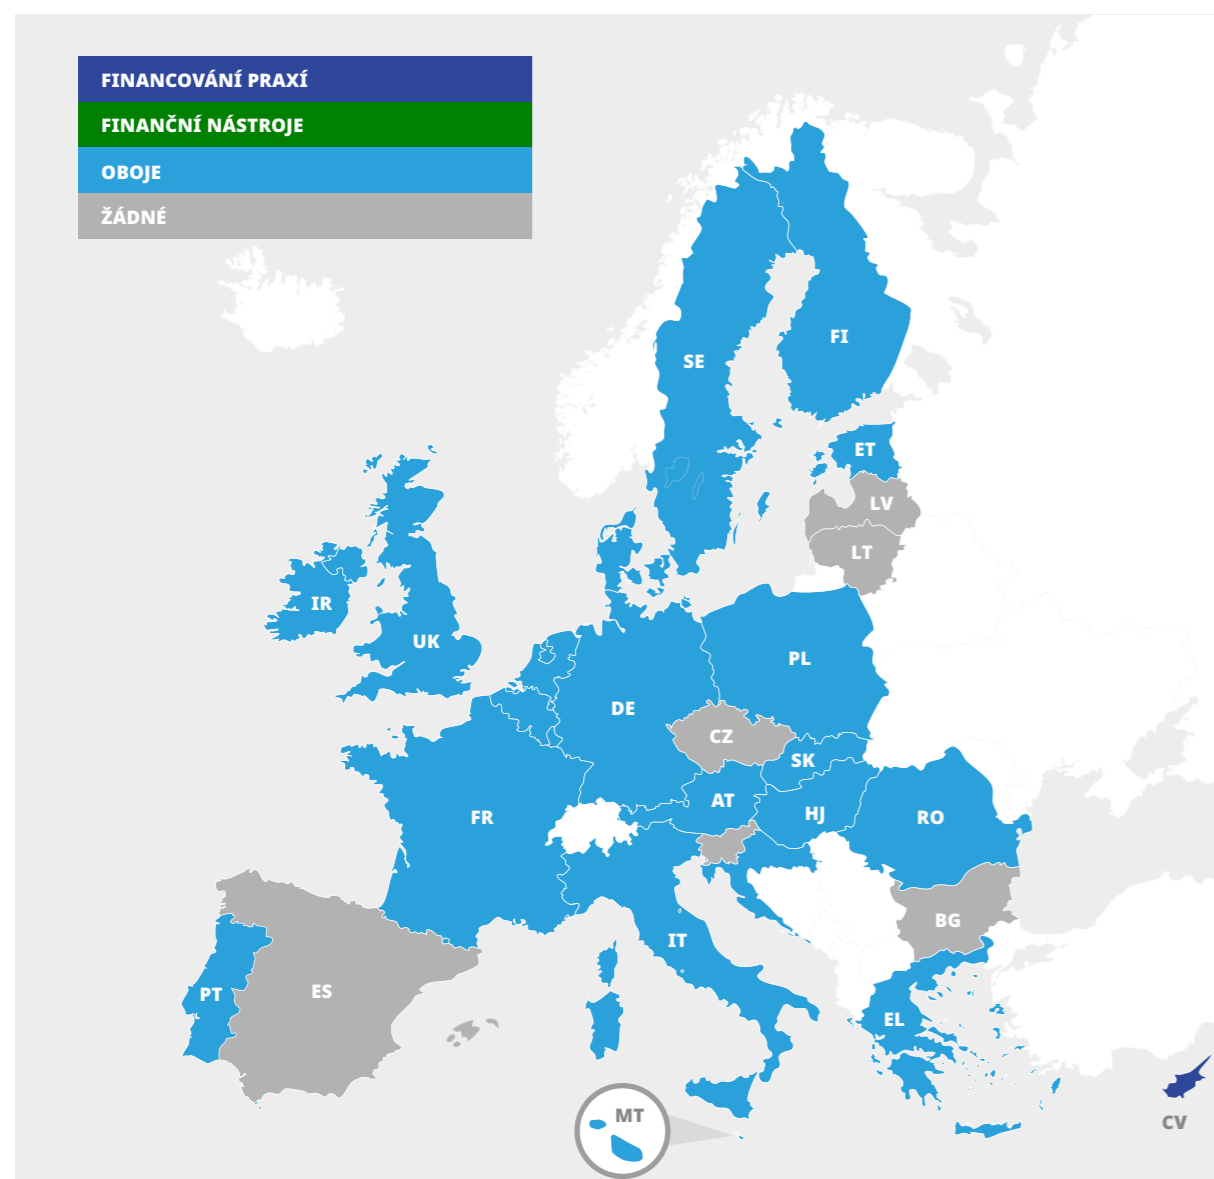 FINANCOVÁNÍ PRAXÍ
FINANČNÍ NÁSTROJE
OBOJE
ŽÁDNÉ
FI
SE
ET
LV
LT
IR
UK
PL
DE
CZ
SK
AT
HJ
FR
RO
BG
IT
ES
PT
EL
MT
CV